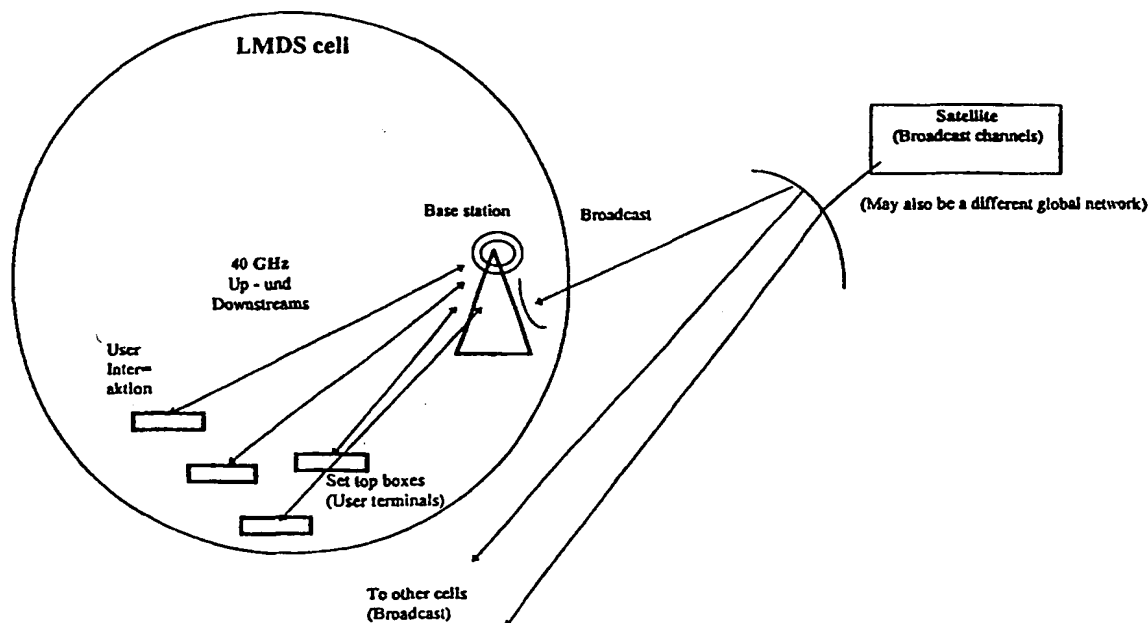 LMDS cell
Satellite
(Broadcast channels)
(May also be a different global network)
Base station
Broadcast
40 GHz
Up - und
Downstreams
User
Inter=
aktion
Set top boxes
(User terminals)
To other cells
(Broadcast)